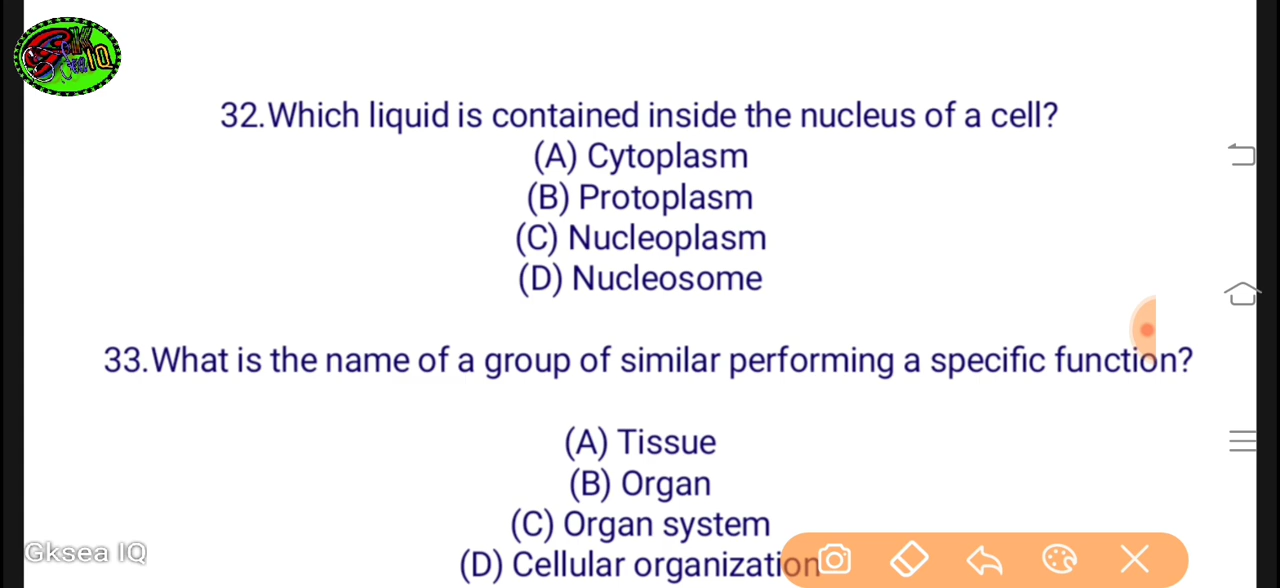 32.Which liquid is contained inside the nucleus of a cell?
(A) Cytoplasm
(B) Protoplasm
(C) Nucleoplasm
(D) Nucleosome
33.What is the name of a group of similar performing a specific function?
(A) Tissue
(B) Organ
(C) Organ system
(D) Cellular organization
Gksea IQ